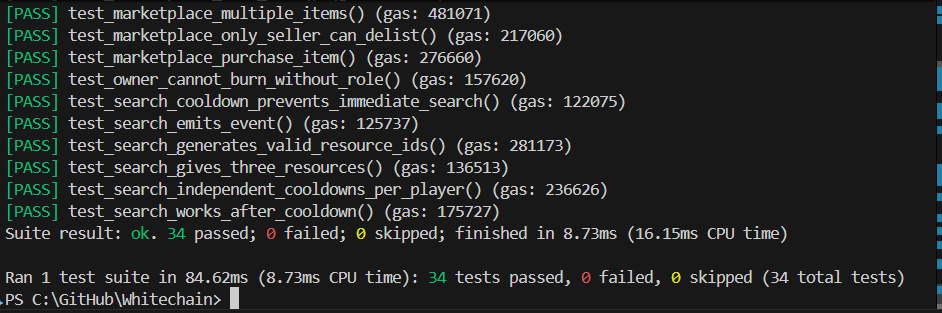 [PASS] test_marketplace_multiple_items() (gas: 481071)
[PASS] test_marketplace_only_seller_can_delist() (gas: 217060)
[PASS] test_marketplace_purchase_item() (gas: 276660)
[PASS] test_owner_cannot_burn_without_role() (gas: 157620)
[PASS] test_search_cooldown_prevents_immediate_search() (gas: 122075)
[PASS] test_search_emits_event() (gas: 125737)
[PASS] test_search_generates_valid_resource_ids() (gas: 281173)
[PASS] test_search_gives_three_resources() (gas: 136513)
[PASS] test_search_independent_cooldowns_per_player() (gas: 236626)
[PASS] test_search_works_after_cooldown() (gas: 175727)
Suite result: ok. 34 passed; 0 failed; 0 skipped; finished in 8.73ms (16.15ms CPU time)
Ran 1 test suite in 84.62ms (8.73ms CPU time): 34 tests passed, 0 failed, 0 skipped (34 total tests)
PS C:\GitHub\Whitechain>